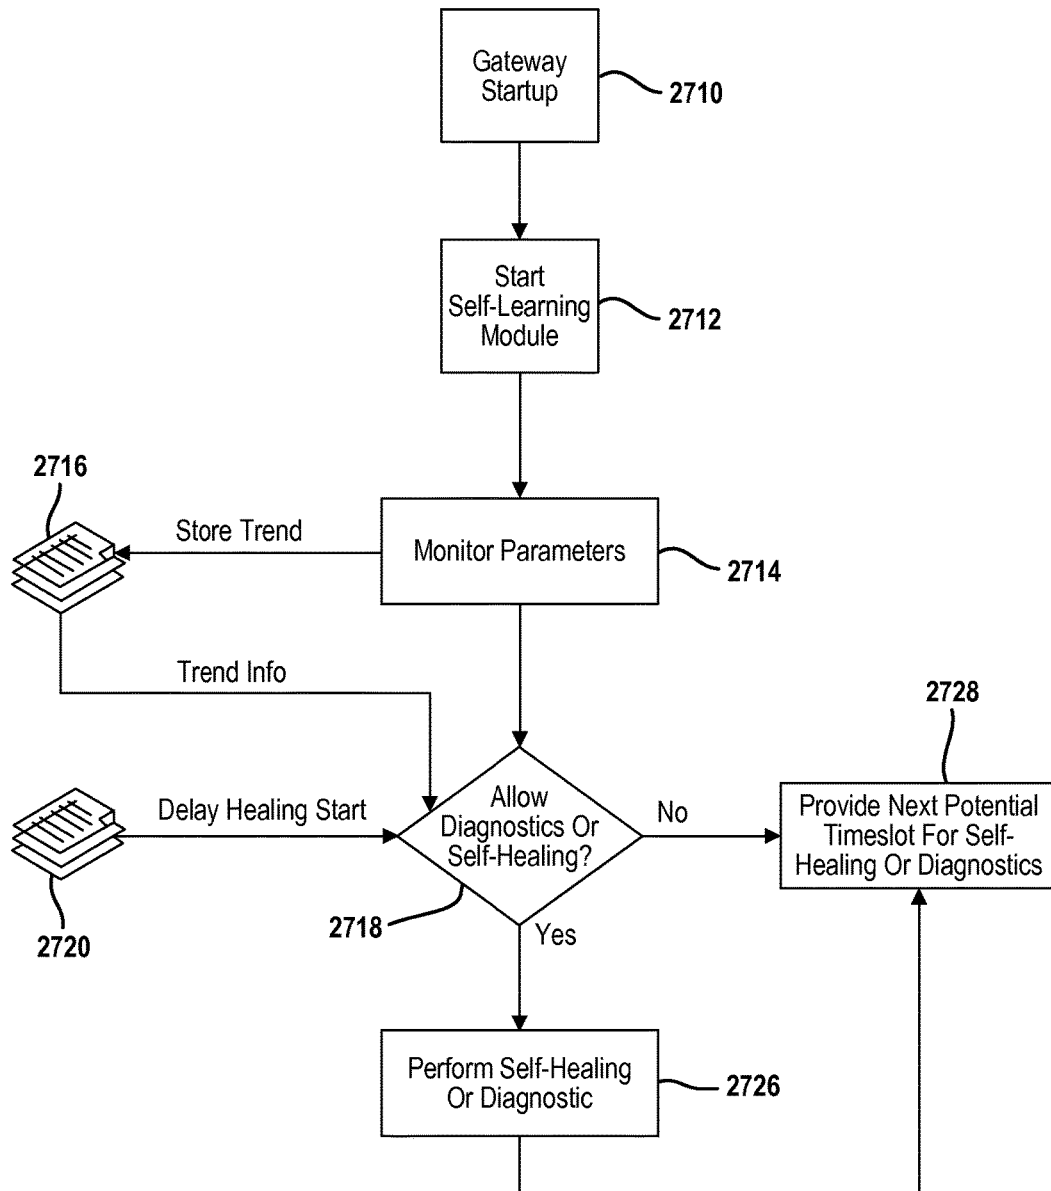 Gateway
Startup
2710
Start
Self-Learning
Module
2712
2716
Store Trend
Monitor Parameters
2714
Trend Info
2728
Delay Healing Start
Allow
Diagnostics Or
Self-Healing?
No
Provide Next Potential
Timeslot For Self-
Healing Or Diagnostics
2720
2718
Yes
Perform Self-Healing
Or Diagnostic
2726